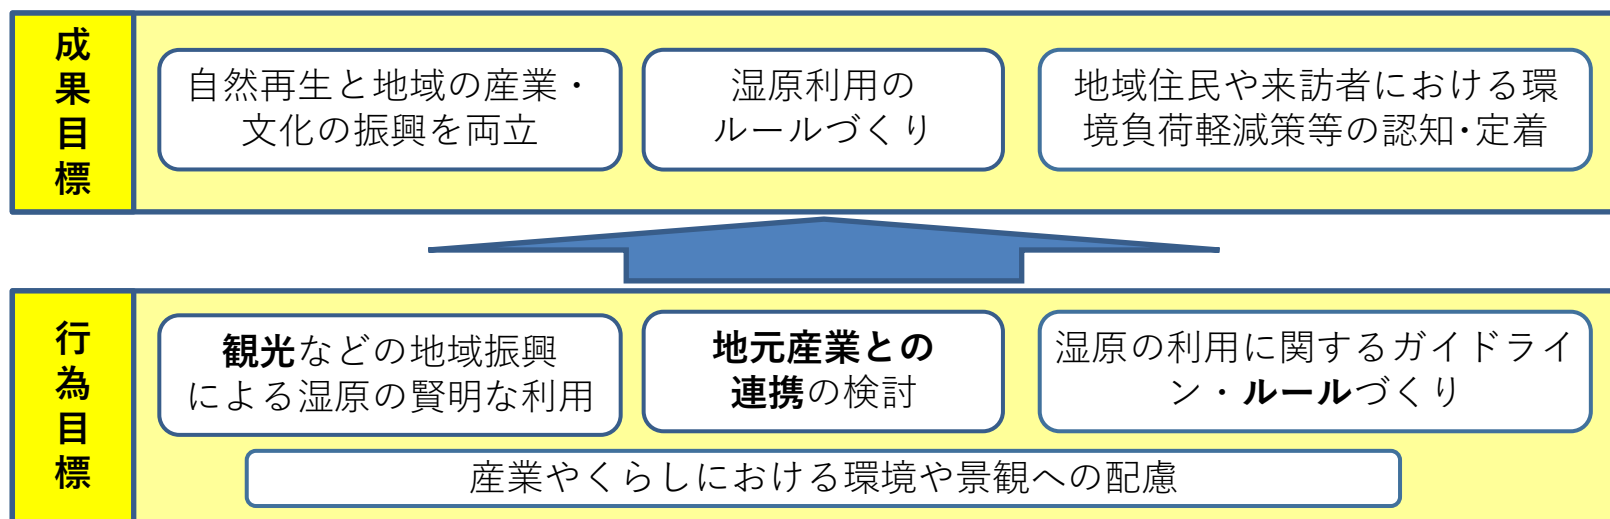 成果目標
自然再生と地域の産業・
文化の振興を両立
湿原利用の
ルールづくり
地域住民や来訪者における環
境負荷軽減策等の認知・定着
行為目標
観光などの地域振興
による湿原の賢明な利用
地元産業との
連携の検討
湿原の利用に関するガイドライ
ン・ルールづくり
産業やくらしにおける環境や景観への配慮